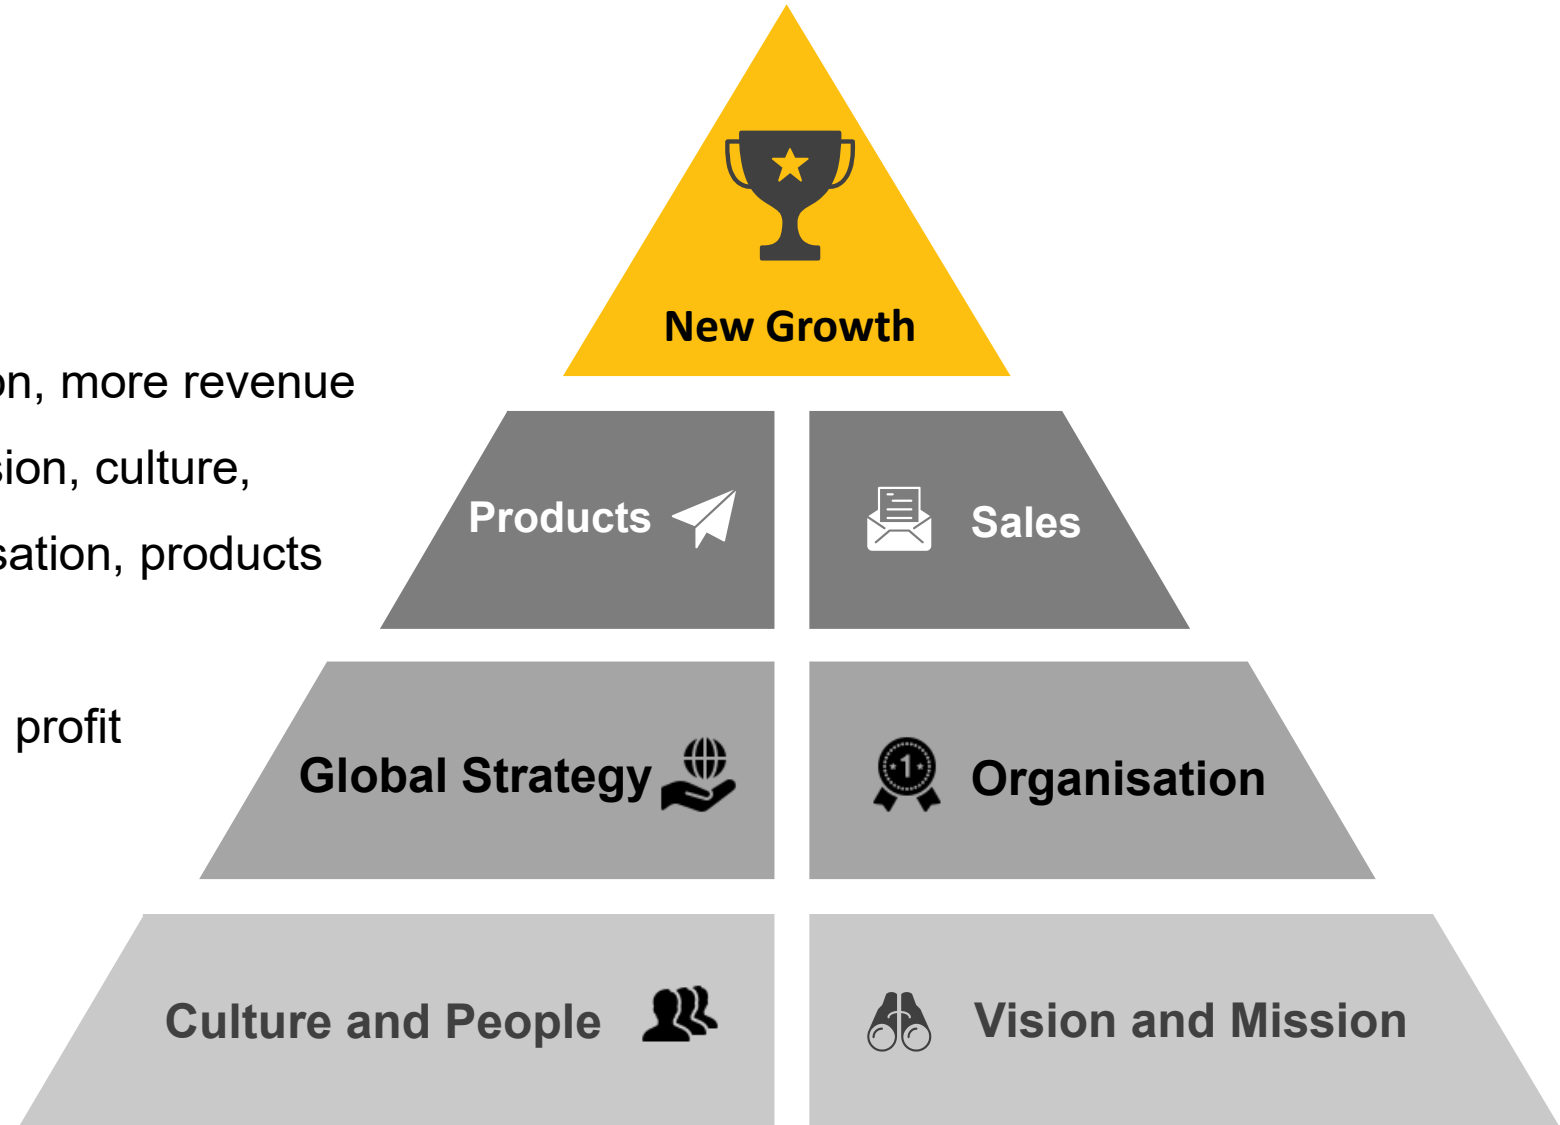 New Growth
on, more revenue
sion, culture,
sation, products
profit
Products
Sales
Global Strategy
1
Organisation
Culture and People
Vision and Mission